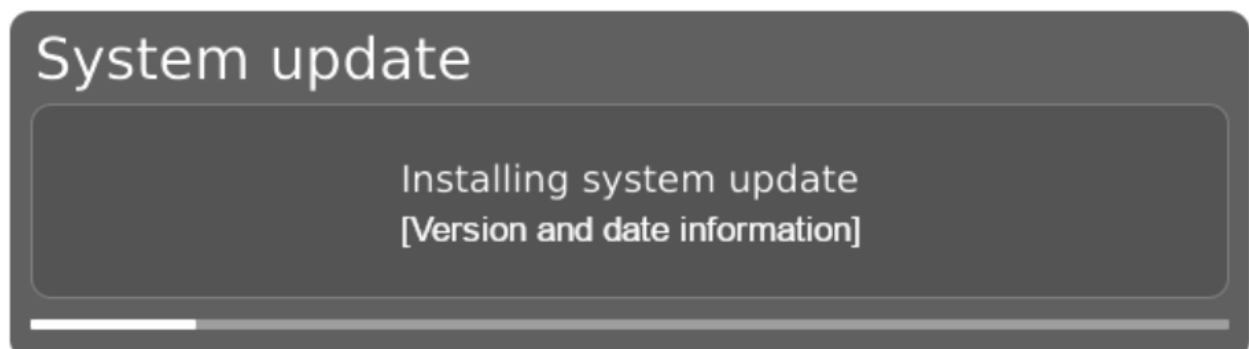 System update
Installing system update
[Version and date information]